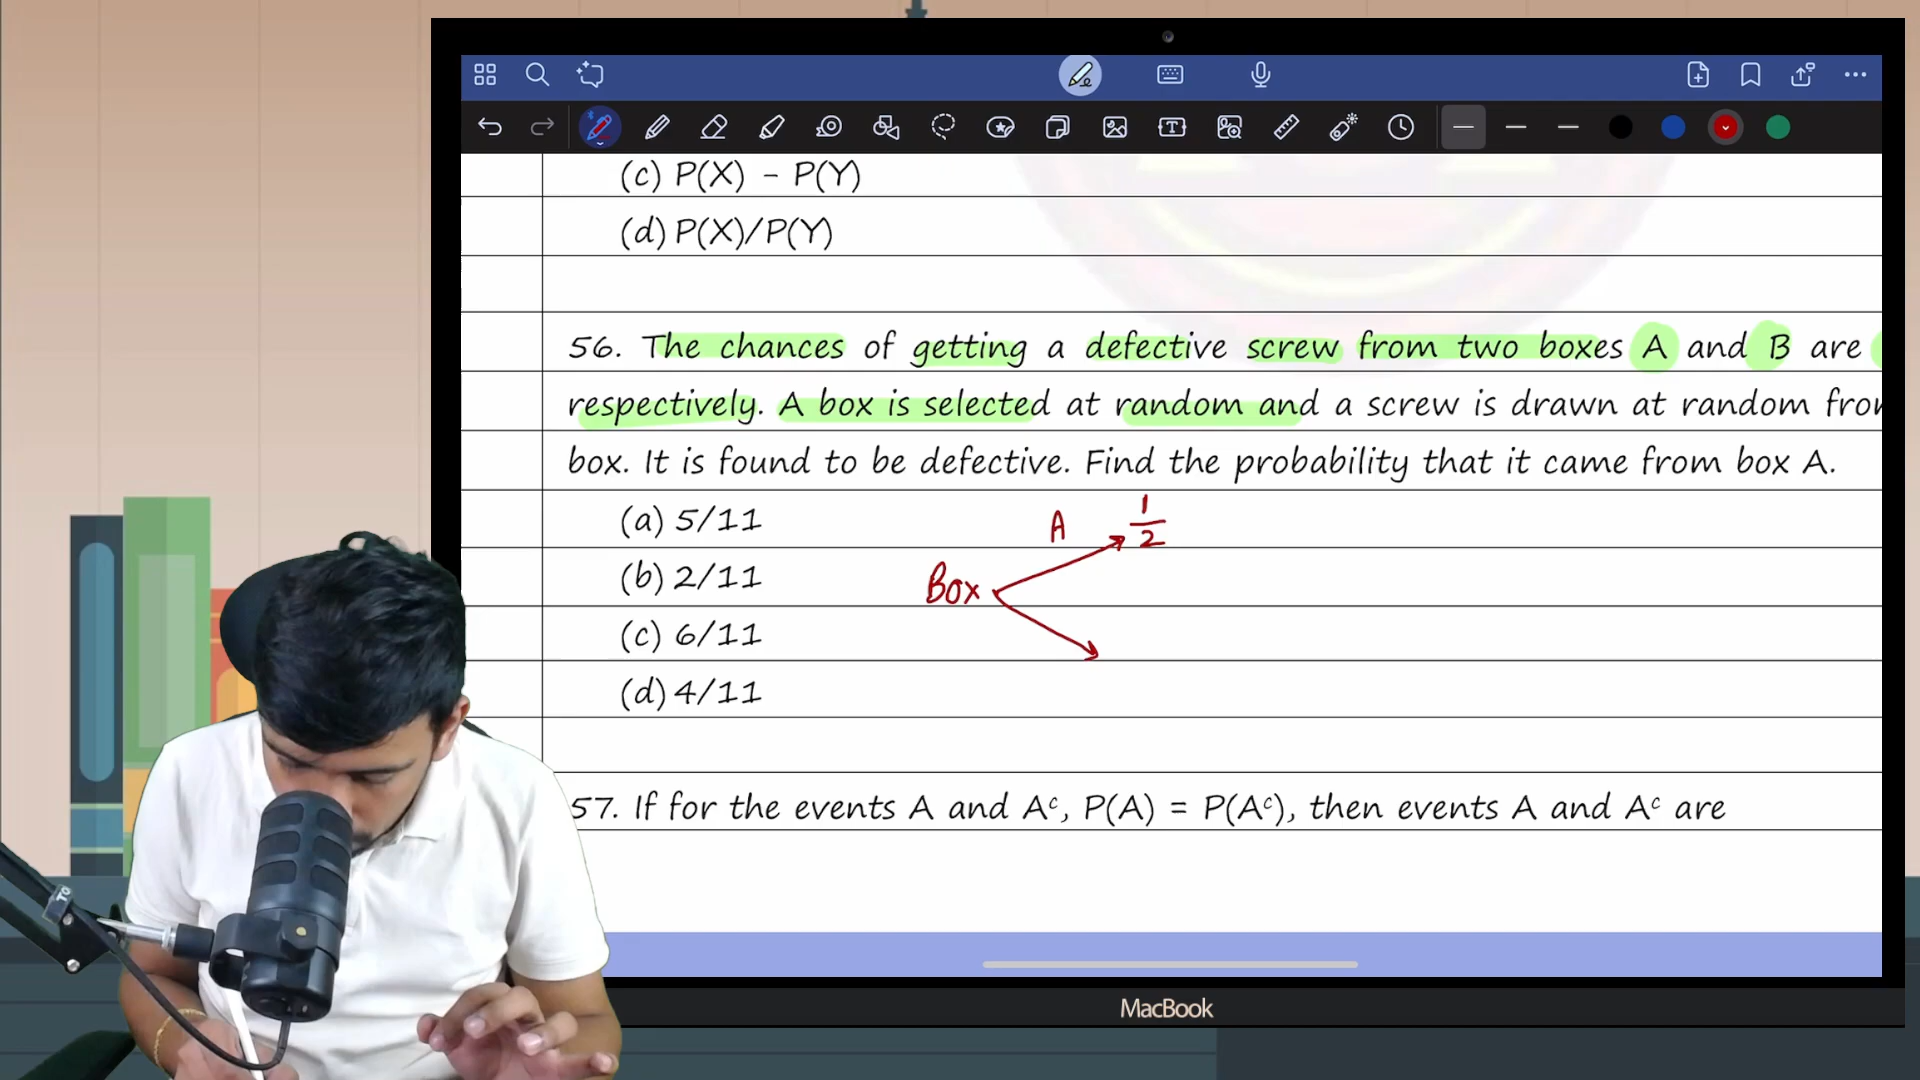 (c) P(X) - P(Y)
(d) P(X)/P(Y)
56. The chances of getting a defective screw from two boxes A and B are
respectively. A box is selected at random and a screw is drawn at random from
box. It is found to be defective. Find the probability that it came from box A.
(a) 5/11
(b) 2/11
(c) 6/11
(d) 4/11
A 1/2
Box
57. If for the events A and Aᶜ, P(A) = P(Aᶜ), then events A and Aᶜ are
MacBook
TO